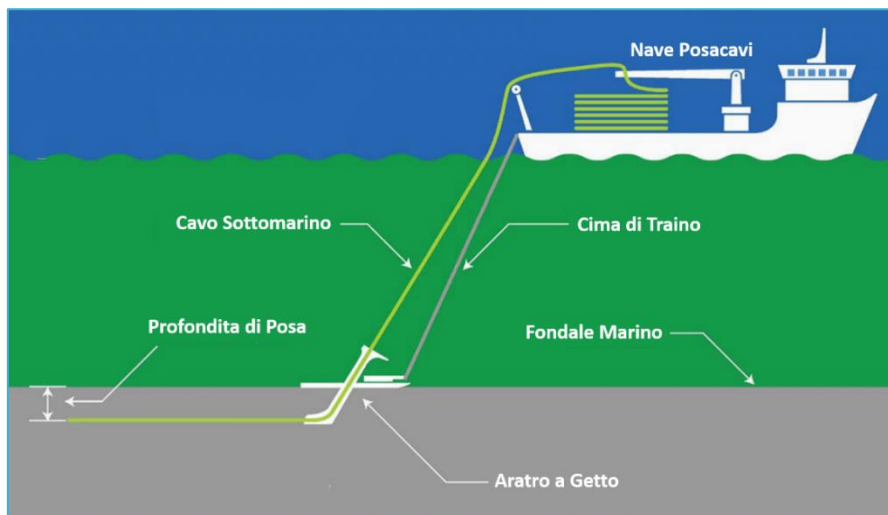 Nave Posacavi
Cavo Sottomarino
Cima di Traino
Profondita di Posa
Fondale Marino
Aratro a Getto